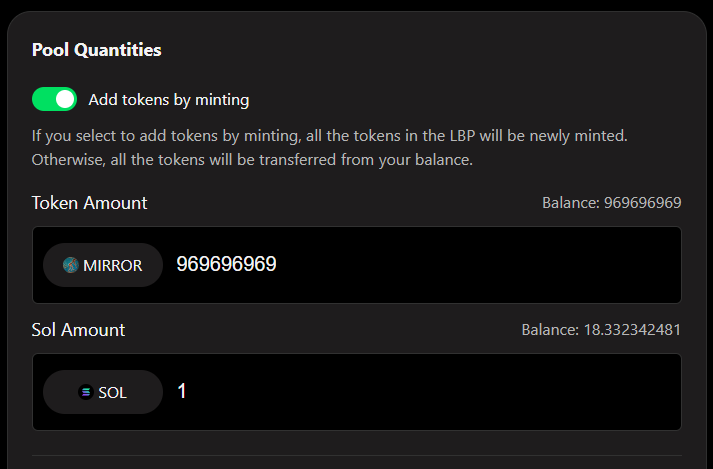 Pool Quantities
Add tokens by minting
If you select to add tokens by minting, all the tokens in the LBP will be newly minted.
Otherwise, all the tokens will be transferred from your balance.
Token Amount
Balance: 969696969
MIRROR
969696969
Sol Amount
Balance: 18.332342481
SOL
1